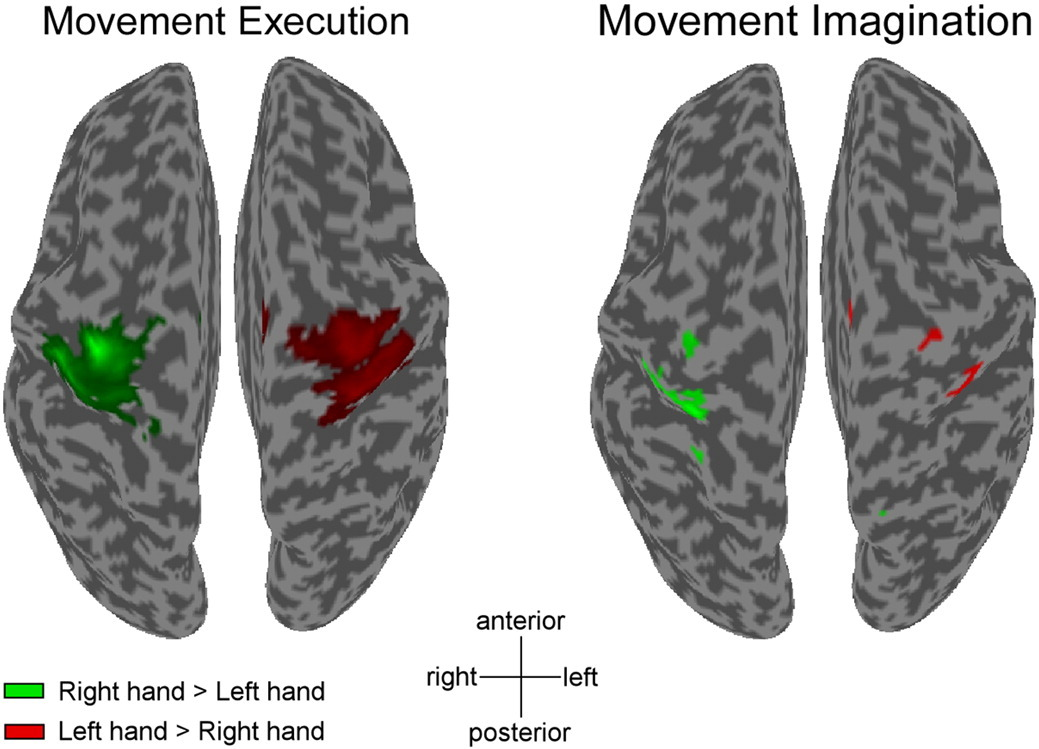 Movement Execution
Movement Imagination
anterior
right
left
posterior
Right hand > Left hand
Left hand > Right hand